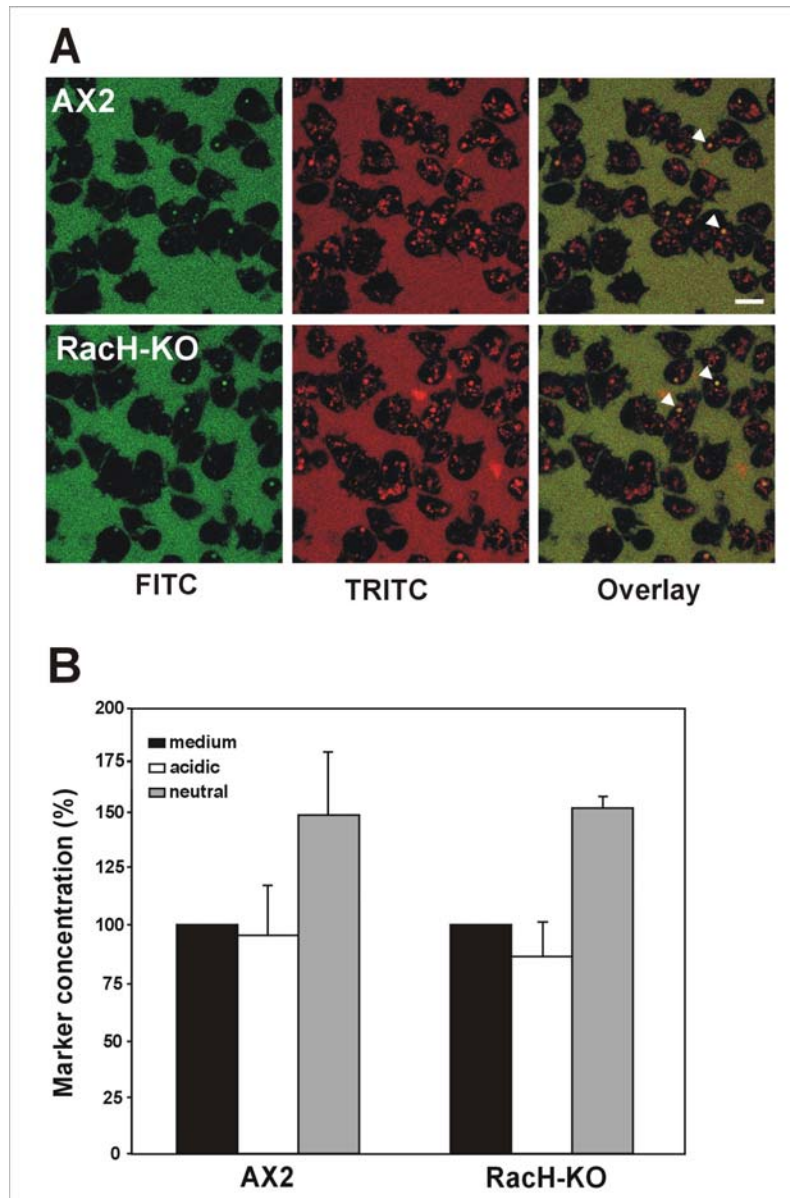 A
AX2
RacH-KO
FITC TRITC Overlay
B
Marker concentration (%)
200
175
150
125
100
75
50
25
0
medium
acidic
neutral
AX2 RacH-KO